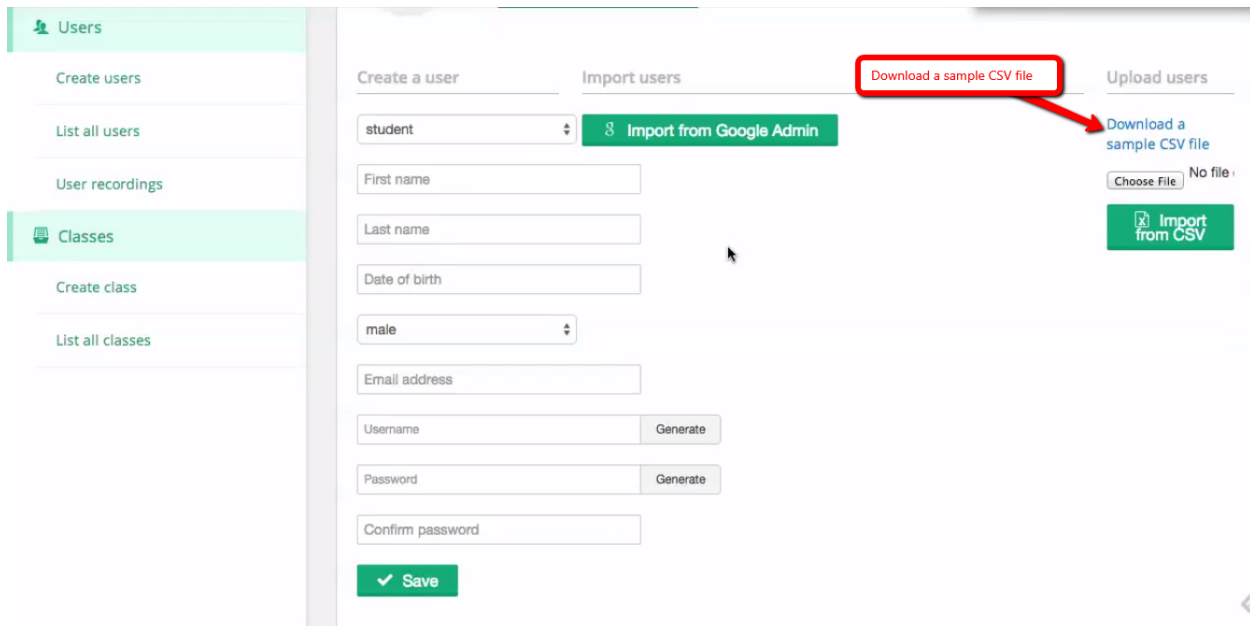 Users
Create users
List all users
User recordings
Classes
Create class
List all classes
Create a user
student
First name
Last name
Date of birth
male
Email address
Username
Generate
Password
Generate
Confirm password
Save
Import users
Import from Google Admin
Download a sample CSV file
Upload users
Download a
sample CSV file
Choose File
No file
Import
from CSV